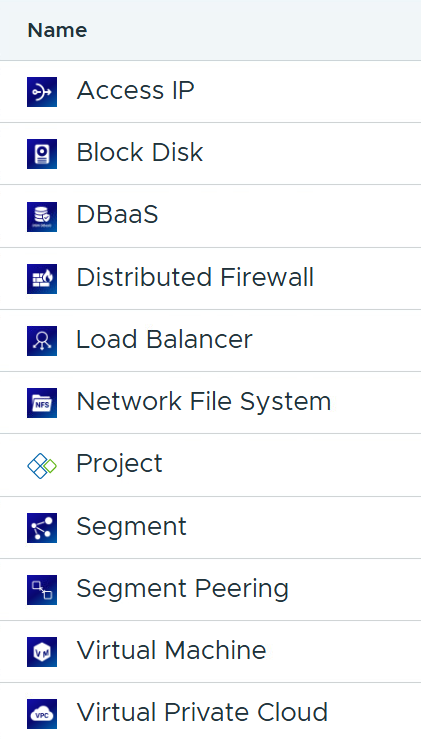 Name
Access IP
Block Disk
DBaaS
Distributed Firewall
Load Balancer
NFS
Network File System
Project
Segment
Segment Peering
VM
Virtual Machine
VPC
Virtual Private Cloud